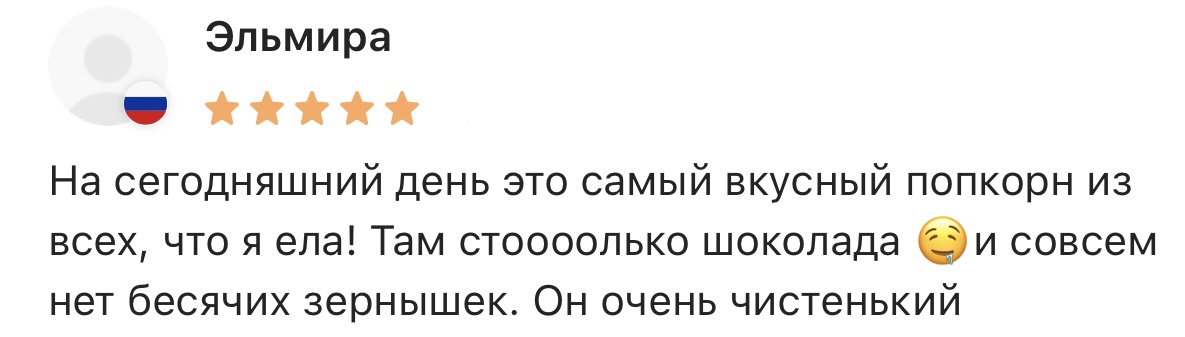 Эльмира
На сегодняшний день это самый вкусный попкорн из
всех, что я ела! Там стоооолько шоколада 🤤 и совсем
нет бесячих зернышек. Он очень чистенький